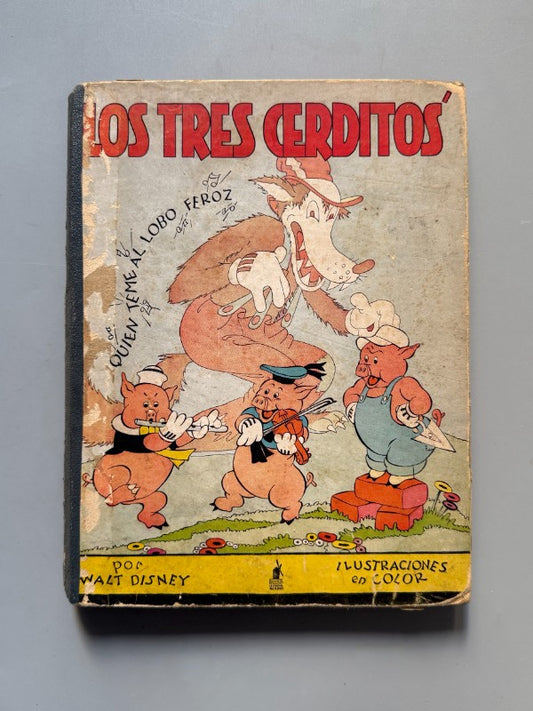 LOS TRES CERDITOS
QUIEN TEME AL LOBO FEROZ
por
WALT DISNEY
ILUSTRACIONES
en COLOR